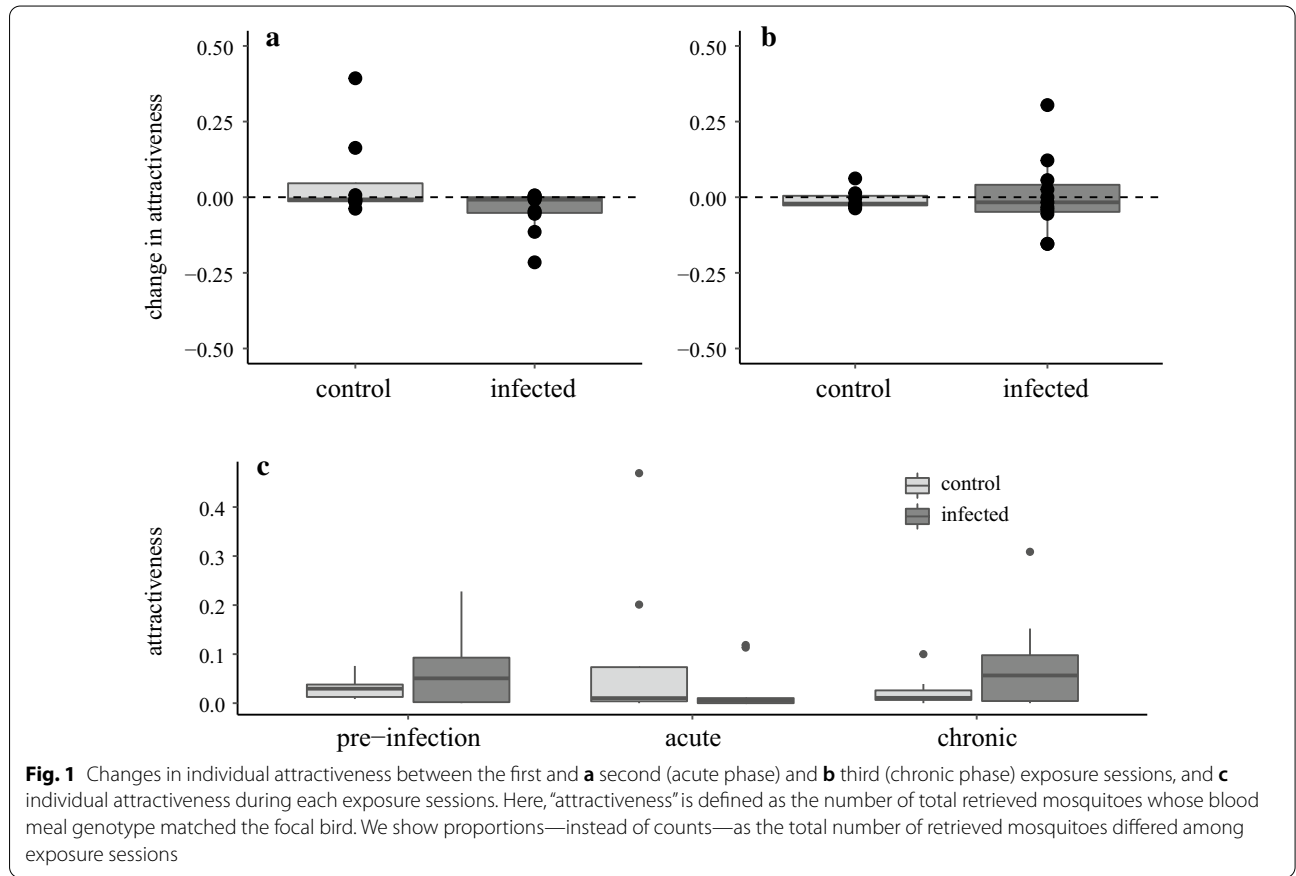 a
b
0.50
0.25
0.00
−0.25
−0.50
change in attractiveness
control
infected
0.50
0.25
0.00
−0.25
−0.50
control
infected
c
control
infected
0.4
0.3
0.2
0.1
0.0
attractiveness
pre−infection
acute
chronic
Fig. 1 Changes in individual attractiveness between the first and a second (acute phase) and b third (chronic phase) exposure sessions, and c
individual attractiveness during each exposure sessions. Here, “attractiveness” is defined as the number of total retrieved mosquitoes whose blood
meal genotype matched the focal bird. We show proportions—instead of counts—as the total number of retrieved mosquitoes differed among
exposure sessions